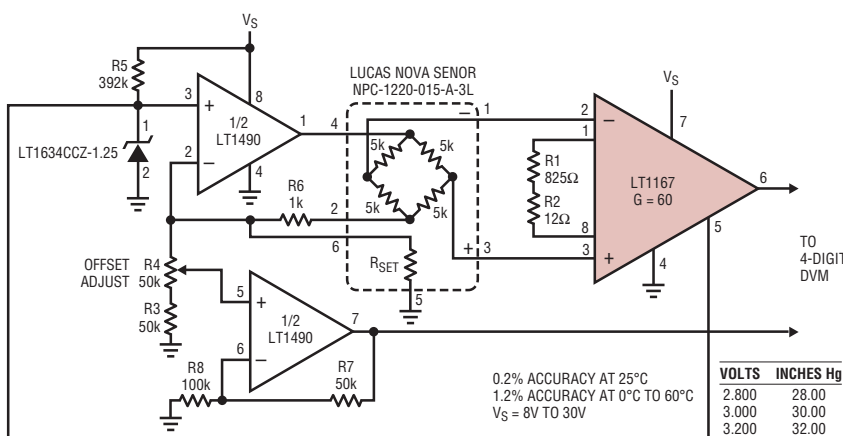 V_S
R5
392k
3
+
8
1/2
LT1490
1
4
2
−
4
1
LT1634CCZ-1.25
2
LUCAS NOVA SENOR
NPC-1220-015-A-3L
−
1
5k
5k
5k
5k
R6
1k
2
6
+
3
R_SET
5
V_S
2
−
7
1
R1
825Ω
R2
12Ω
LT1167
G = 60
6
8
3
+
4
5
TO
4-DIGIT
DVM
OFFSET
ADJUST
R4
50k
R3
50k
5
+
1/2
LT1490
7
6
−
R8
100k
R7
50k
0.2% ACCURACY AT 25°C
1.2% ACCURACY AT 0°C TO 60°C
V_S = 8V TO 30V
VOLTS INCHES Hg
2.800 28.00
3.000 30.00
3.200 32.00